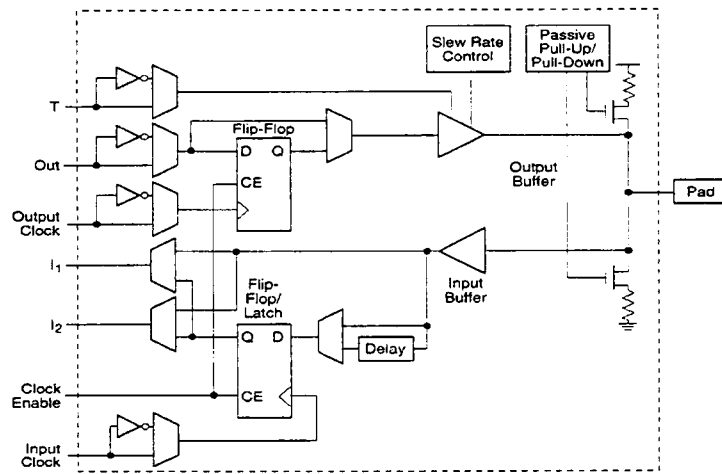 Slew Rate
Control
Passive
Pull-Up/
Pull-Down
T
Flip-Flop
D Q
Out
CE
Output
Buffer
Pad
Output
Clock
I1
Input
Buffer
Flip-
Flop/
Latch
I2
Q D
Delay
Clock
Enable
CE
Input
Clock